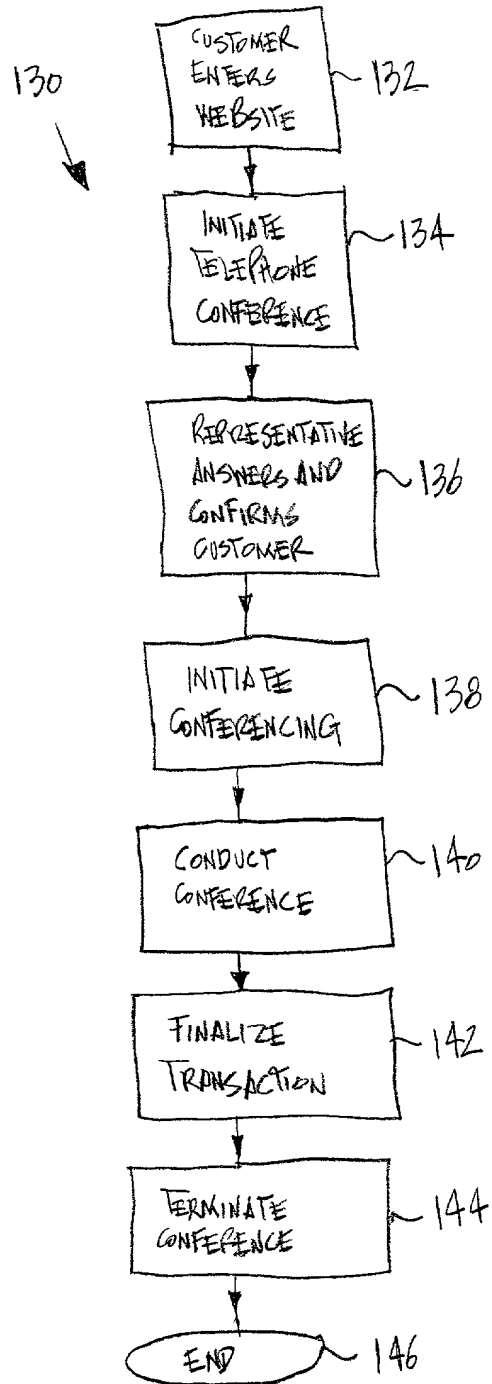 130
CUSTOMER
ENTERS
WEBSITE
132
INITIATE
TELEPHONE
CONFERENCE
134
REPRESENTATIVE
ANSWERS AND
CONFIRMS
CUSTOMER
136
INITIATE
CONFERENCING
138
CONDUCT
CONFERENCE
140
FINALIZE
TRANSACTION
142
TERMINATE
CONFERENCE
144
END
146